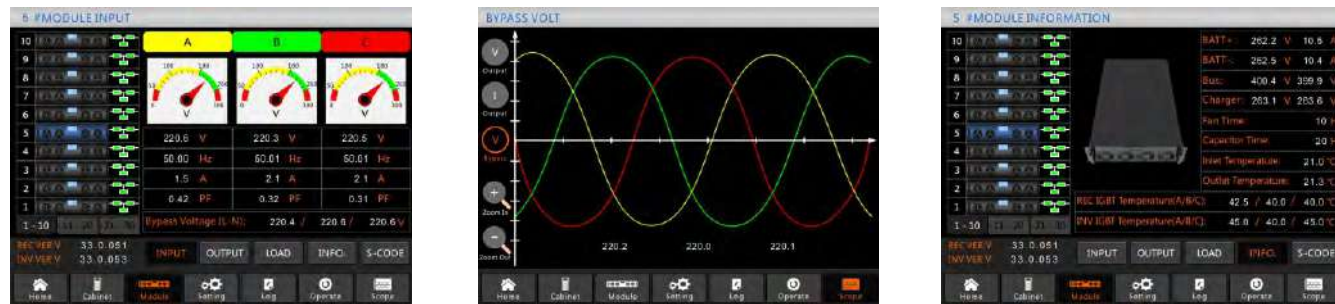 6 #MODULE INPUT
10
9
8
7
6
5
4
3
2
1
1-10
A B C
V V V
220.6 V 220.3 V 220.5 V
50.00 Hz 50.01 Hz 50.01 Hz
1.5 A 2.1 A 2.1 A
0.42 PF 0.32 PF 0.31 PF
Bypass Voltage (L-N): 220.4 / 220.6 / 220.6 V
REC VER V 33.0.051
INV VER V 33.0.053
INPUT OUTPUT LOAD INFO. S-CODE
Home Cabinet Module Setting Log Operate Scope
BYPASS VOLT
V
Output
I
Output
V
Bypass
Zoom In
Zoom Out
220.2 220.0 220.1
Home Cabinet Module Setting Log Operate Scope
5 #MODULE INFORMATION
10
9
8
7
6
5
4
3
2
1
1-10
BATT+: 262.2 V 10.5 A
BATT-: 262.5 V 10.4 A
Bus: 400.4 V 399.9 V
Charger: 263.1 V 263.6 V
Fan Time: 10
Capacitor Time: 20
Inlet Temperature: 21.0 °C
Outlet Temperature: 21.3 °C
REC IGBT Temperature(A/B/C): 42.5 / 40.0 / 40.0 °C
INV IGBT Temperature(A/B/C): 45.0 / 40.0 / 45.0 °C
REC VER V 33.0.051
INV VER V 33.0.053
INPUT OUTPUT LOAD INFO. S-CODE
Home Cabinet Module Setting Log Operate Scope